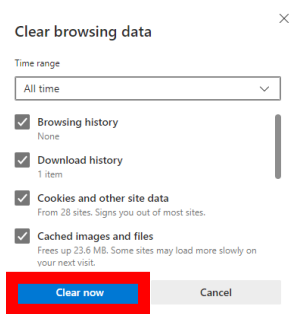 Clear browsing data
Time range
All time
Browsing history
None
Download history
1 item
Cookies and other site data
From 28 sites. Signs you out of most sites.
Cached images and files
Frees up 23.6 MB. Some sites may load more slowly on
your next visit.
Clear now
Cancel